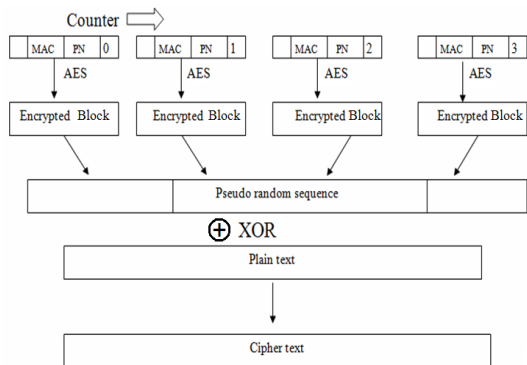 Counter
MAC PN 0
MAC PN 1
MAC PN 2
MAC PN 3
AES
AES
AES
AES
Encrypted Block
Encrypted Block
Encrypted Block
Encrypted Block
Pseudo random sequence
XOR
Plain text
Cipher text